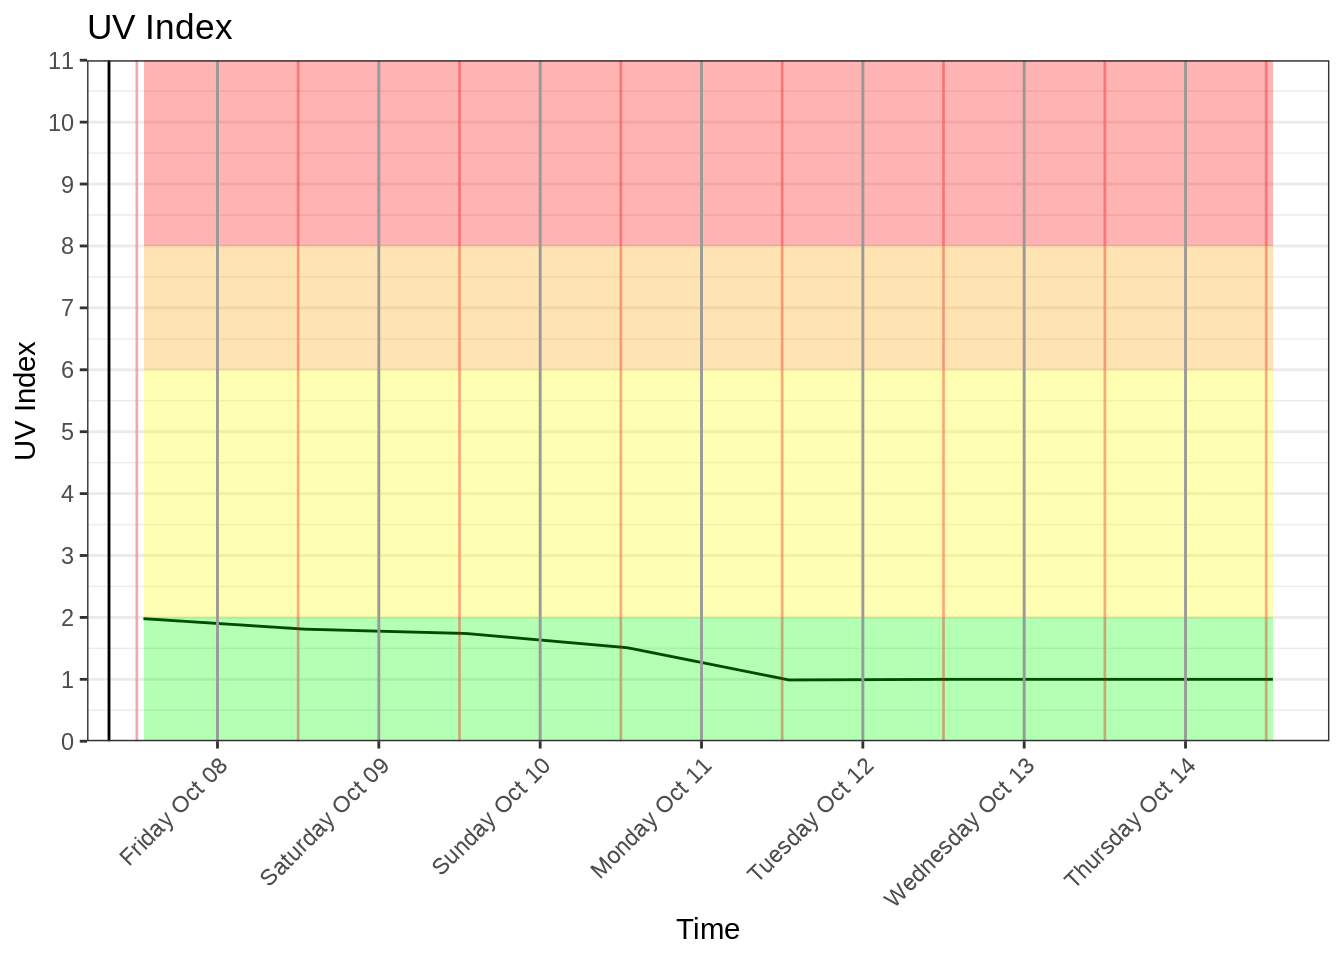 UV Index
11
10
9
8
7
6
5
4
3
2
1
0
UV Index
Friday Oct 08
Saturday Oct 09
Sunday Oct 10
Monday Oct 11
Tuesday Oct 12
Wednesday Oct 13
Thursday Oct 14
Time